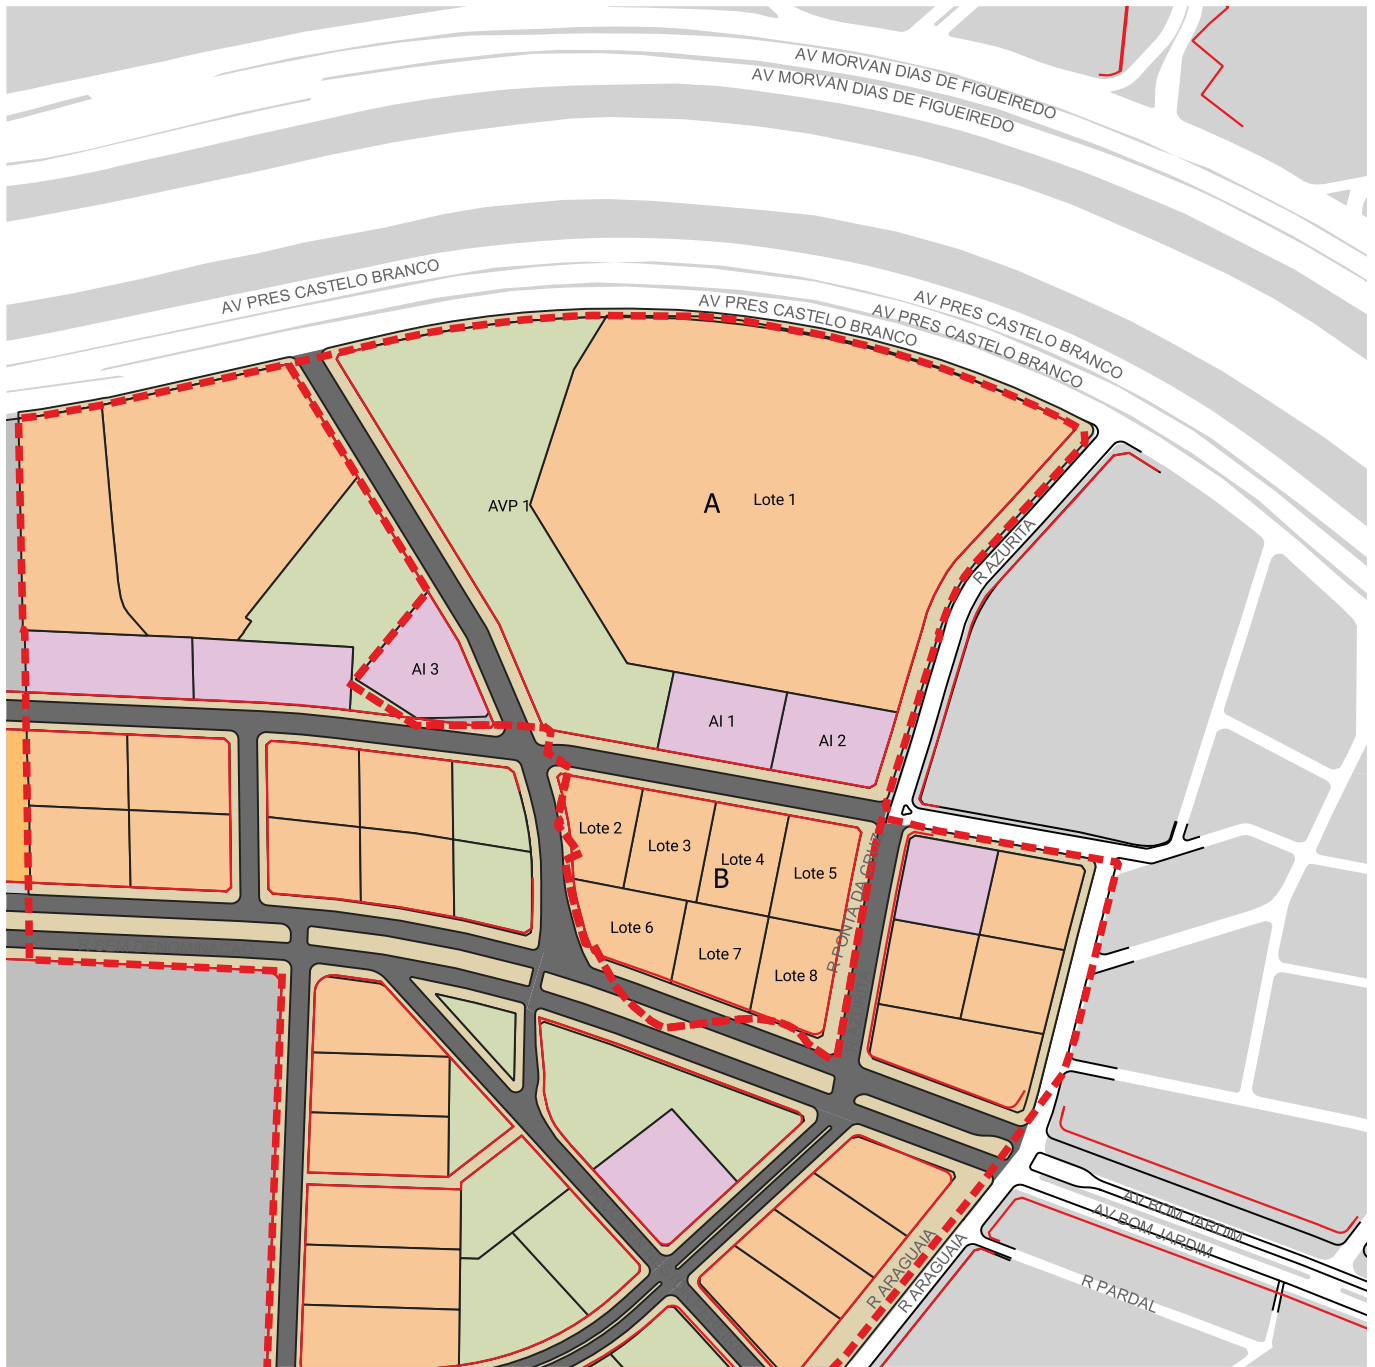 AV MORVAN DIAS DE FIGUEIREDO
AV MORVAN DIAS DE FIGUEIREDO
AV PRES CASTELO BRANCO
AV PRES CASTELO BRANCO
AV PRES CASTELO BRANCO
AV PRES CASTELO BRANCO
AVP 1
A
Lote 1
R AZURITA
AI 3
AI 1
AI 2
Lote 2
Lote 3
Lote 4
Lote 5
B
Lote 6
Lote 7
Lote 8
R PONTA DA CRUZ
R SEM DENOMINACAO
AV BOM JARDIM
AV BOM JARDIM
R ARAGUAIA
R ARAGUAIA
R PARDAL